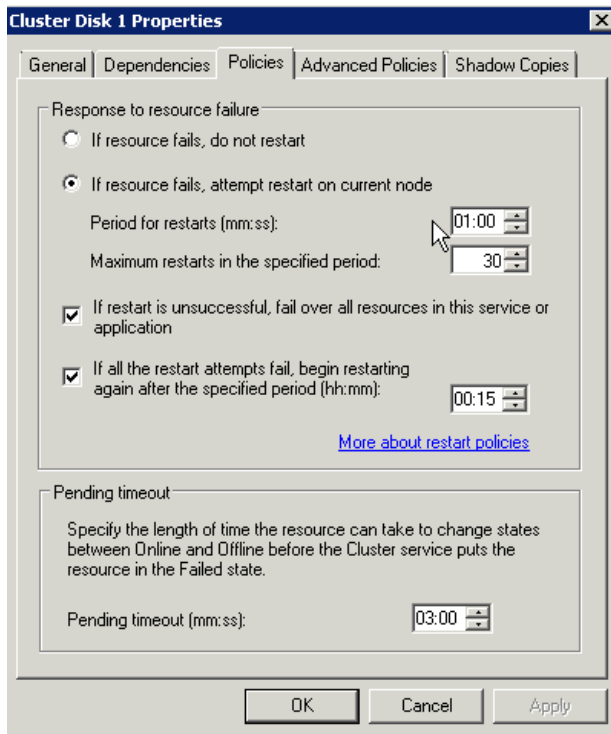 Cluster Disk 1 Properties
General
Dependencies
Policies
Advanced Policies
Shadow Copies
Response to resource failure
If resource fails, do not restart
If resource fails, attempt restart on current node
Period for restarts (mm:ss): 01:00
Maximum restarts in the specified period: 30
If restart is unsuccessful, fail over all resources in this service or
application
If all the restart attempts fail, begin restarting
again after the specified period (hh:mm): 00:15
More about restart policies
Pending timeout
Specify the length of time the resource can take to change states
between Online and Offline before the Cluster service puts the
resource in the Failed state.
Pending timeout (mm:ss): 03:00
OK
Cancel
Apply